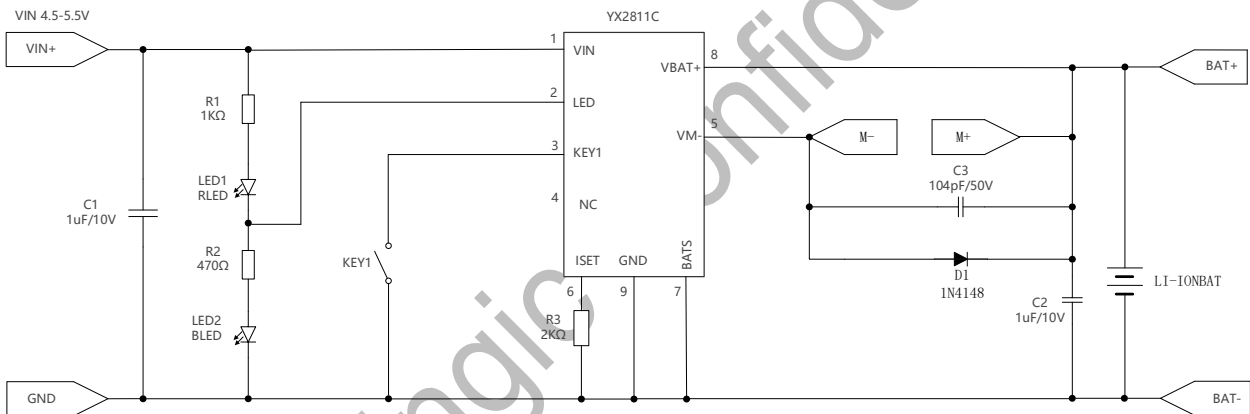 VIN 4.5-5.5V
YX2811C
VIN+
1
VIN
8
VBAT+
BAT+
R1
1KΩ
2
LED
5
VM-
M-
M+
3
KEY1
C3
104pF/50V
LED1
RLED
4
NC
C1
1uF/10V
R2
470Ω
KEY1
ISET
GND
BATS
D1
1N4148
LI-IONBAT
6
9
7
C2
1uF/10V
R3
2KΩ
LED2
BLED
GND
BAT-